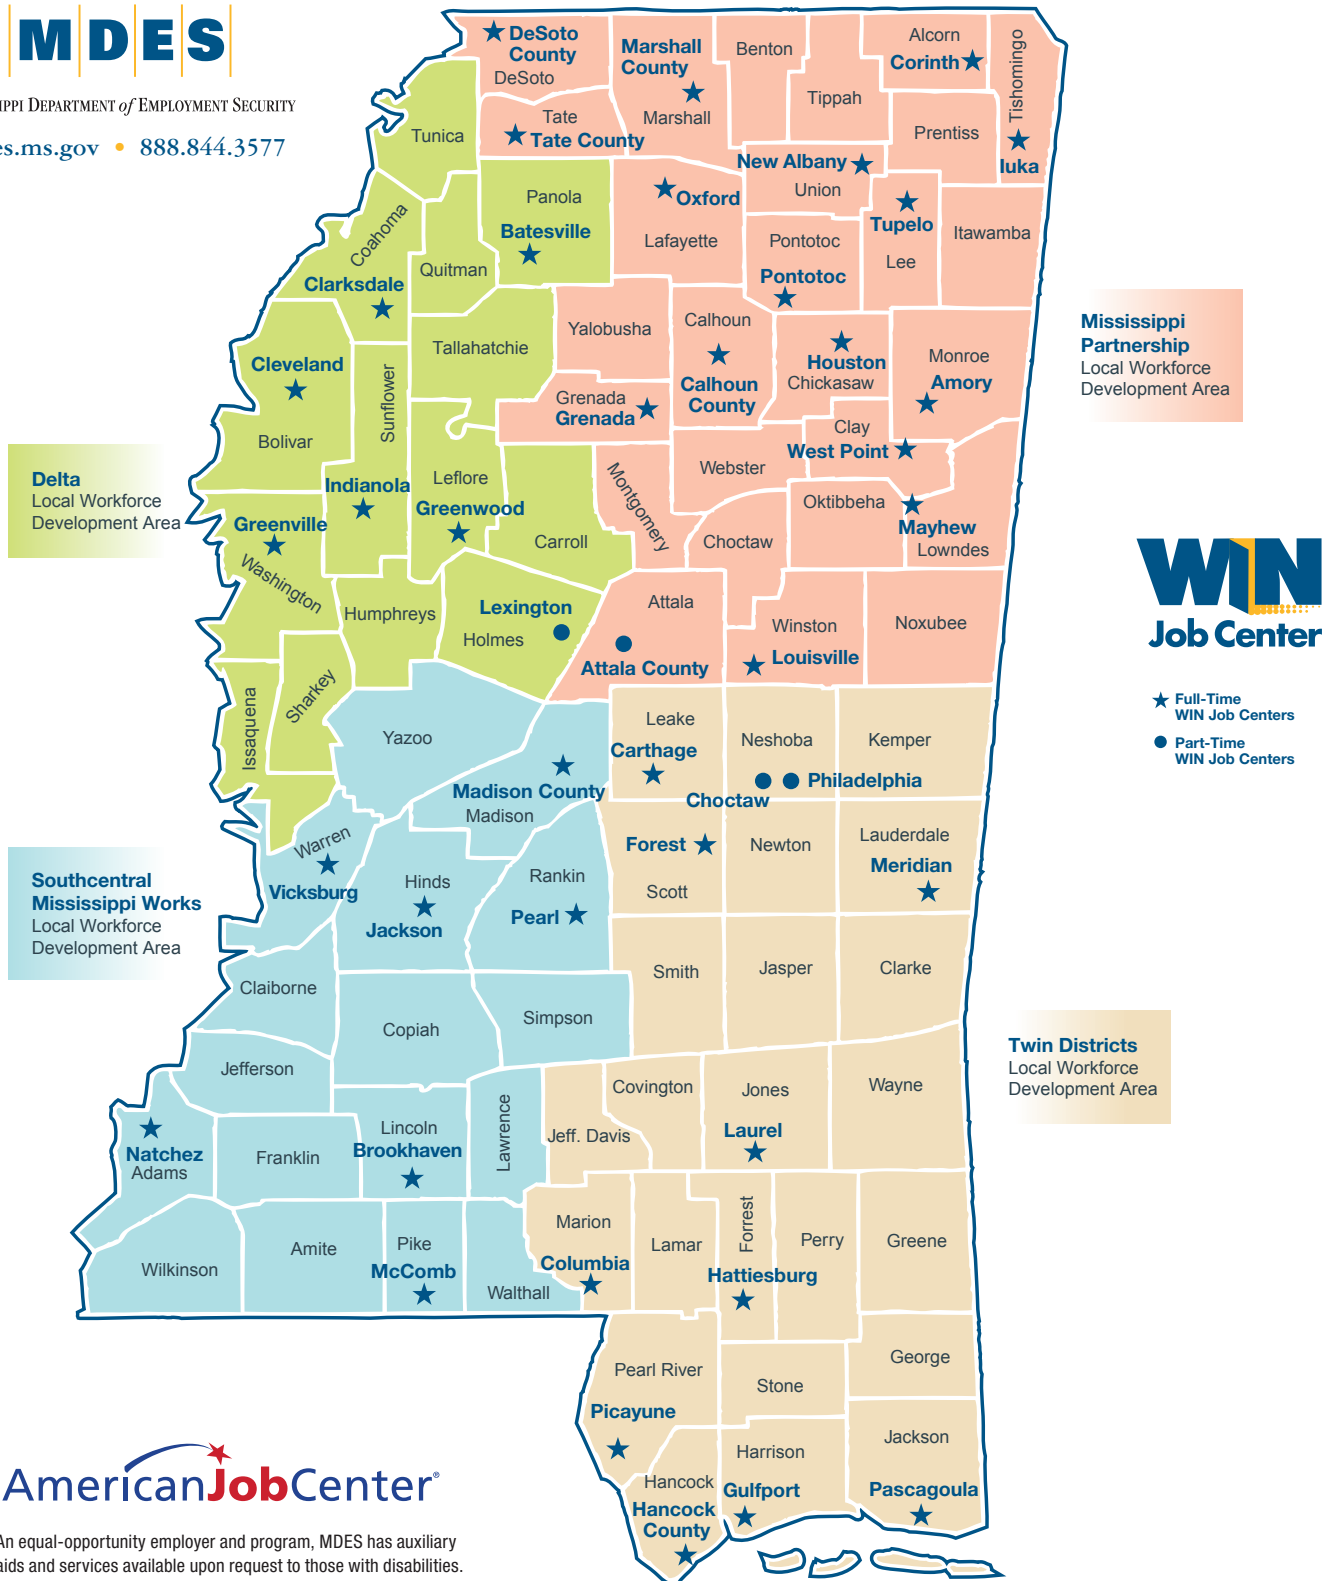 MDES
IPPI DEPARTMENT of EMPLOYMENT SECURITY
es.ms.gov • 888.844.3577
DeSoto
County
DeSoto
Marshall
County
Marshall
Benton
Tippah
Alcorn
Corinth
Tishomingo
Iuka
Prentiss
Tate
Tate County
Tunica
New Albany
Union
Panola
Batesville
Oxford
Lafayette
Tupelo
Lee
Itawamba
Pontotoc
Pontotoc
Coahoma
Clarksdale
Quitman
Yalobusha
Calhoun
Calhoun
County
Houston
Chickasaw
Monroe
Amory
Mississippi
Partnership
Local Workforce
Development Area
Cleveland
Bolivar
Sunflower
Indianola
Tallahatchie
Grenada
Grenada
Clay
West Point
Webster
Oktibbeha
Mayhew
Lowndes
Montgomery
Choctaw
Leflore
Greenwood
Carroll
Delta
Local Workforce
Development Area
Greenville
Washington
Humphreys
Lexington
Holmes
Attala
Attala County
Winston
Louisville
Noxubee
WIN
Job Center
Full-Time
WIN Job Centers
Part-Time
WIN Job Centers
Issaquena
Sharkey
Yazoo
Madison County
Madison
Leake
Carthage
Neshoba
Kemper
Philadelphia
Choctaw
Warren
Vicksburg
Hinds
Jackson
Rankin
Pearl
Forest
Scott
Newton
Lauderdale
Meridian
Southcentral
Mississippi Works
Local Workforce
Development Area
Claiborne
Copiah
Simpson
Smith
Jasper
Clarke
Twin Districts
Local Workforce
Development Area
Jefferson
Natchez
Adams
Franklin
Lincoln
Brookhaven
Lawrence
Jeff. Davis
Covington
Jones
Laurel
Wayne
Wilkinson
Amite
Pike
McComb
Walthall
Marion
Columbia
Lamar
Forrest
Hattiesburg
Perry
Greene
Pearl River
Picayune
Stone
George
Hancock
Hancock
County
Harrison
Gulfport
Jackson
Pascagoula
AmericanJobCenter®
An equal-opportunity employer and program, MDES has auxiliary
aids and services available upon request to those with disabilities.